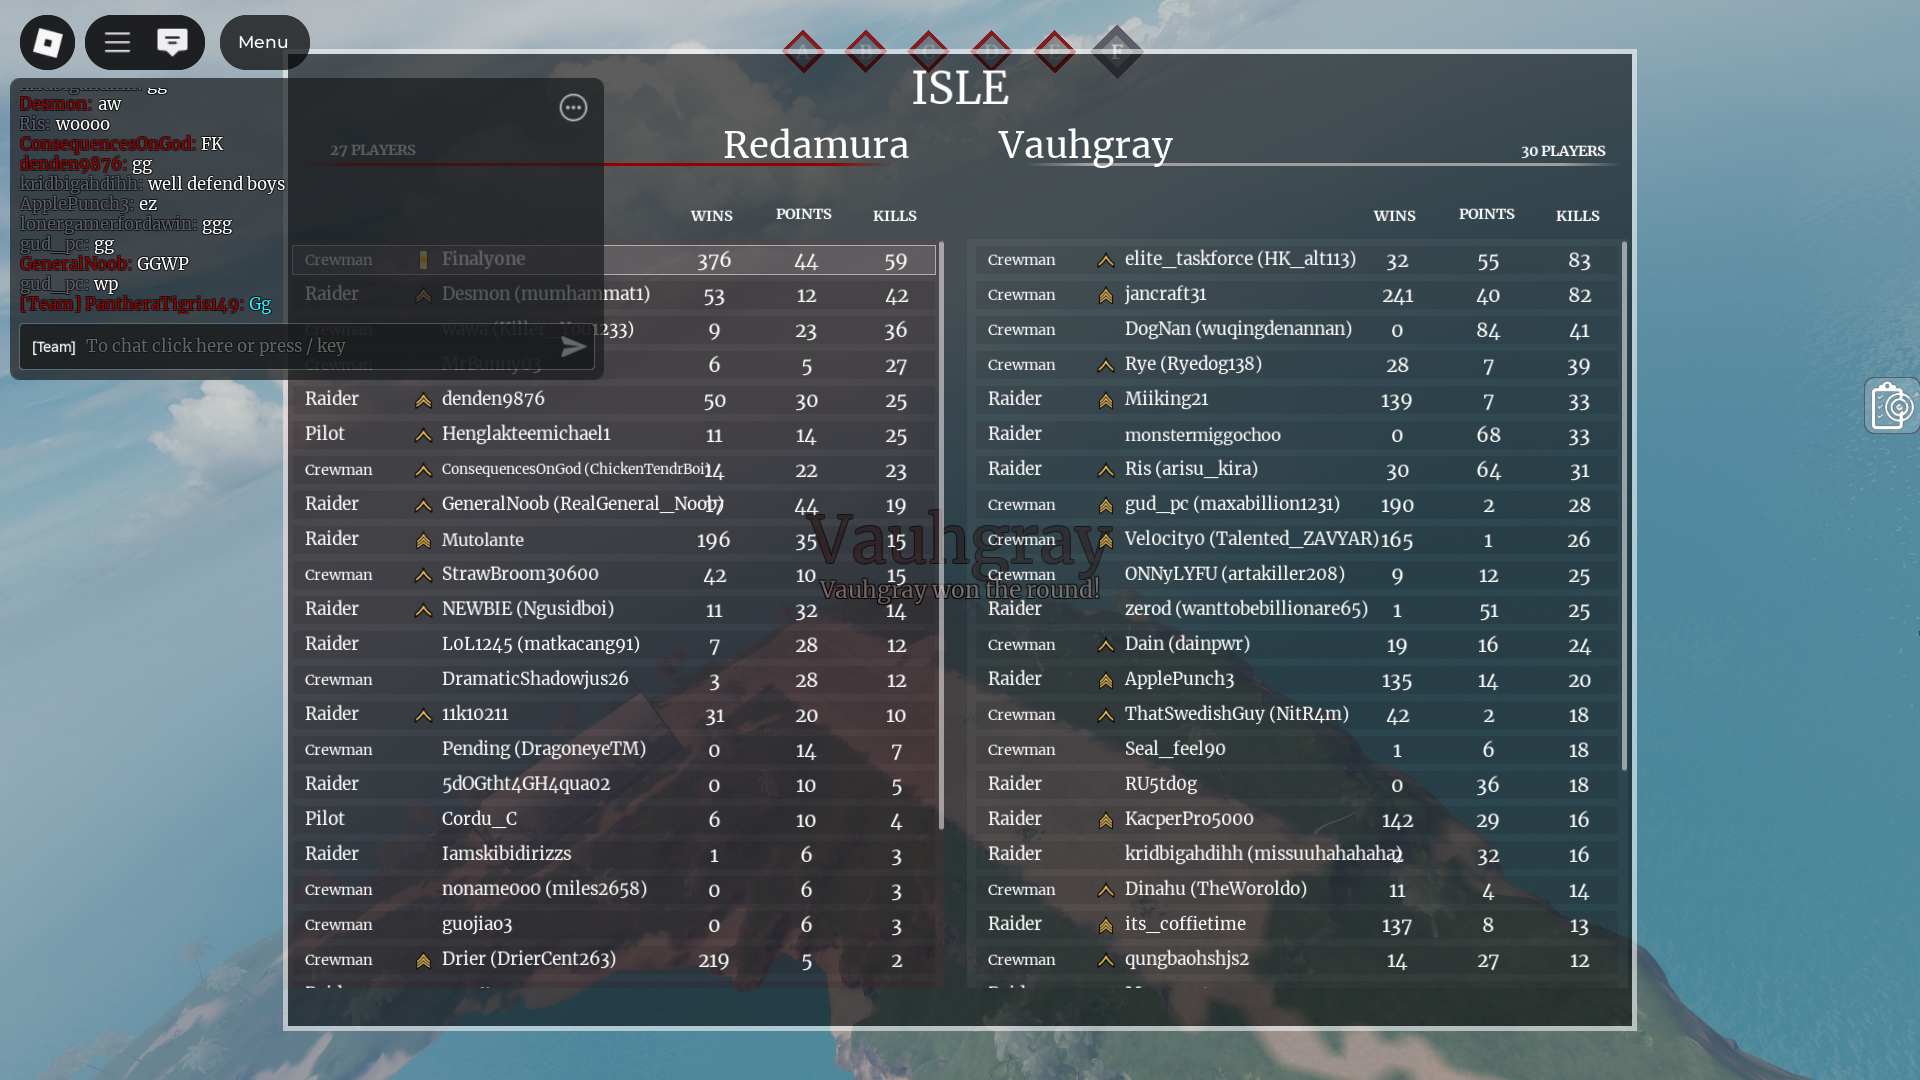 Menu
A B C D E F
ISLE
Redamura Vauhgray
27 PLAYERS
30 PLAYERS
gg
Desmon: aw
Ris: woooo
ConsequencesOnGod: FK
denden9876: gg
kridbigahdihh: well defend boys
ApplePunch3: ez
lonergamerfordawin: ggg
gud_pc: gg
GeneralNoob: GGWP
gud_pc: wp
[Team] PantheraTigris149: Gg
[Team] To chat click here or press / key
WINS POINTS KILLS
Crewman Finalyone 376 44 59
Raider Desmon (mumhammat1) 53 12 42
Crewman wawa (Killer_You1233) 9 23 36
Crewman MrBunny03 6 5 27
Raider denden9876 50 30 25
Pilot Henglakteemichael1 11 14 25
Crewman ConsequencesOnGod (ChickenTendrBoi) 14 22 23
Raider GeneralNoob (RealGeneral_Noob) 17 44 19
Raider Mutolante 196 35 15
Crewman StrawBroom30600 42 10 15
Raider NEWBIE (Ngusidboi) 11 32 14
Raider L0L1245 (matkacang91) 7 28 12
Crewman DramaticShadowjus26 3 28 12
Raider 11k10211 31 20 10
Crewman Pending (DragoneyeTM) 0 14 7
Raider 5dOGtht4GH4qua02 0 10 5
Pilot Cordu_C 6 10 4
Raider Iamskibidirizzs 1 6 3
Crewman noname000 (miles2658) 0 6 3
Crewman guojiao3 0 6 3
Crewman Drier (DrierCent263) 219 5 2
WINS POINTS KILLS
Crewman elite_taskforce (HK_alt113) 32 55 83
Crewman jancraft31 241 40 82
Crewman DogNan (wuqingdenannan) 0 84 41
Crewman Rye (Ryedog138) 28 7 39
Raider Miiking21 139 7 33
Raider monstermiggochoo 0 68 33
Raider Ris (arisu_kira) 30 64 31
Crewman gud_pc (maxabillion1231) 190 2 28
Crewman Velocity0 (Talented_ZAVYAR) 165 1 26
Crewman ONNyLYFU (artakiller208) 9 12 25
Raider zerod (wanttobebillionare65) 1 51 25
Crewman Dain (dainpwr) 19 16 24
Raider ApplePunch3 135 14 20
Crewman ThatSwedishGuy (NitR4m) 42 2 18
Crewman Seal_feel90 1 6 18
Raider RU5td0g 0 36 18
Raider KacperPro5000 142 29 16
Raider kridbigahdihh (missuuhahahaha) 2 32 16
Crewman Dinahu (TheWoroldo) 11 4 14
Raider its_coffietime 137 8 13
Crewman qungbaohshjs2 14 27 12
Vauhgray
Vauhgray won the round!